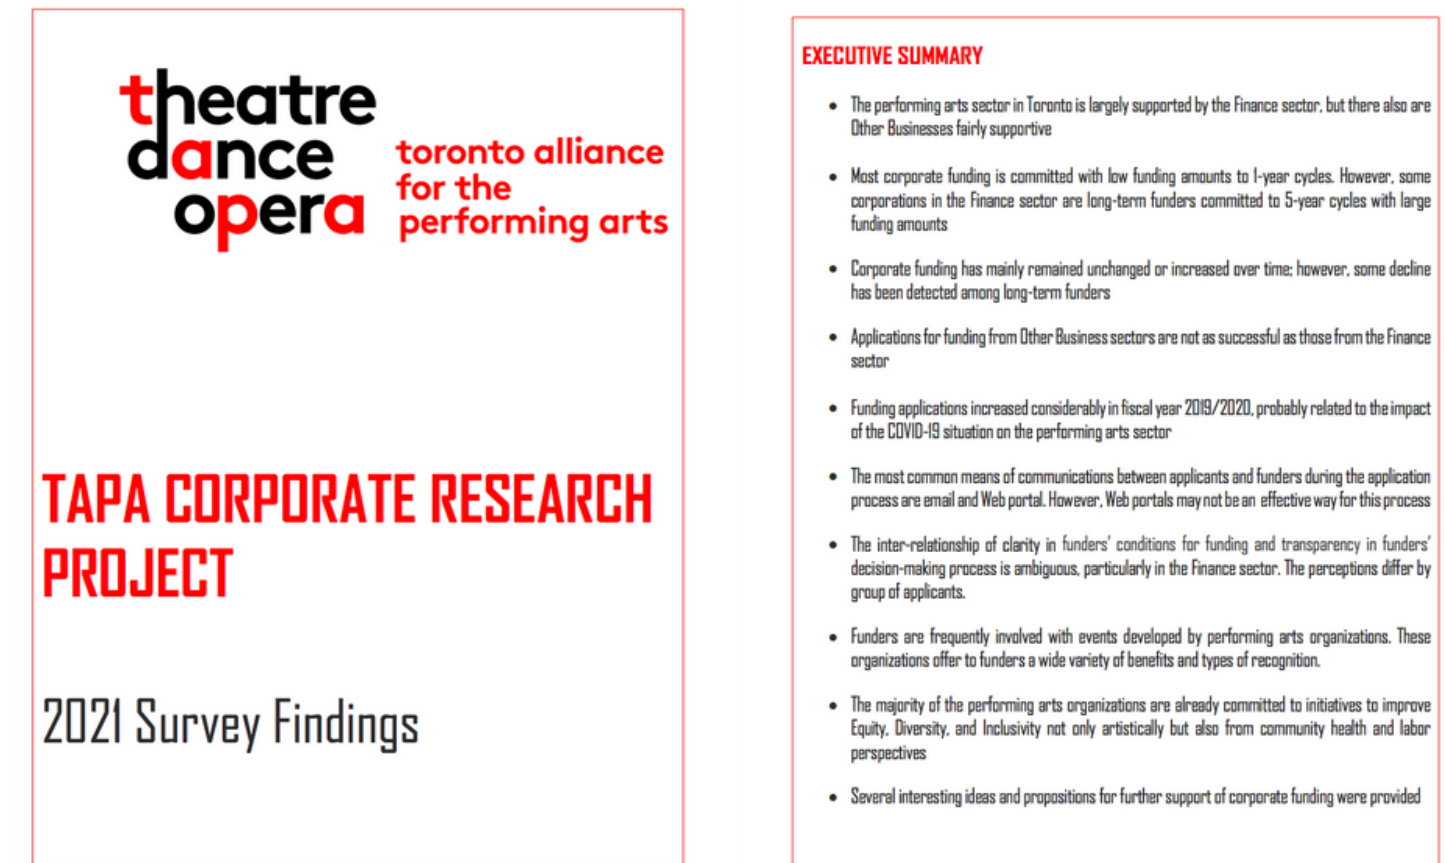 theatre
dance
opera
toronto alliance
for the
performing arts
TAPA CORPORATE RESEARCH
PROJECT
2021 Survey Findings
EXECUTIVE SUMMARY
• The performing arts sector in Toronto is largely supported by the Finance sector, but there also are
Other Businesses fairly supportive
• Most corporate funding is committed with low funding amounts to 1-year cycles. However, some
corporations in the Finance sector are long-term funders committed to 5-year cycles with large
funding amounts
• Corporate funding has mainly remained unchanged or increased over time; however, some decline
has been detected among long-term funders
• Applications for funding from Other Business sectors are not as successful as those from the Finance
sector
• Funding applications increased considerably in fiscal year 2019/2020, probably related to the impact
of the COVID-19 situation on the performing arts sector
• The most common means of communications between applicants and funders during the application
process are email and Web portal. However, Web portals may not be an effective way for this process
• The inter-relationship of clarity in funders' conditions for funding and transparency in funders'
decision-making process is ambiguous, particularly in the Finance sector. The perceptions differ by
group of applicants.
• Funders are frequently involved with events developed by performing arts organizations. These
organizations offer to funders a wide variety of benefits and types of recognition.
• The majority of the performing arts organizations are already committed to initiatives to improve
Equity, Diversity, and Inclusivity not only artistically but also from community health and labor
perspectives
• Several interesting ideas and propositions for further support of corporate funding were provided